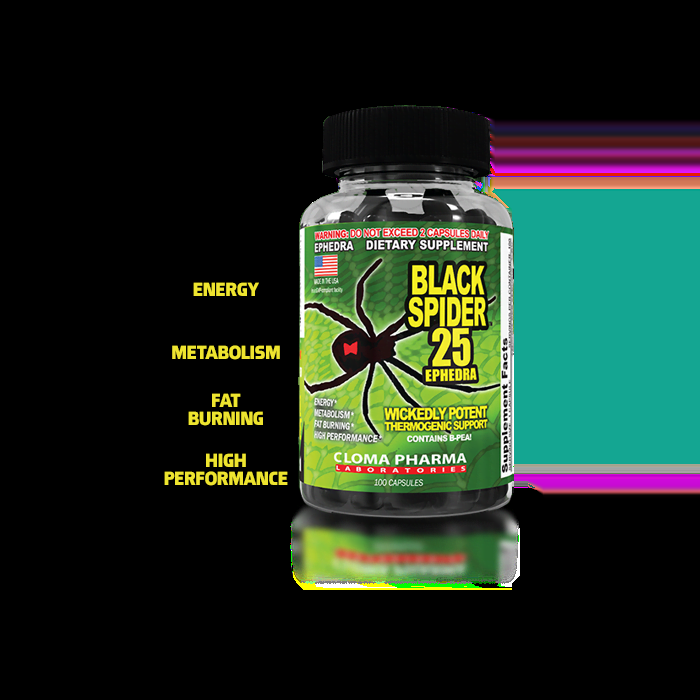 WARNING: DO NOT EXCEED 2 CAPSULES DAILY
EPHEDRA DIETARY SUPPLEMENT
MADE IN THE USA
BLACK
SPIDER
25
EPHEDRA
ENERGY*
METABOLISM*
FAT BURNING*
HIGH PERFORMANCE*
WICKEDLY POTENT
THERMOGENIC SUPPORT
CONTAINS B-PEA!
CLOMA PHARMA
LABORATORIES
100 CAPSULES
Supplement Facts
ENERGY
METABOLISM
FAT
BURNING
HIGH
PERFORMANCE